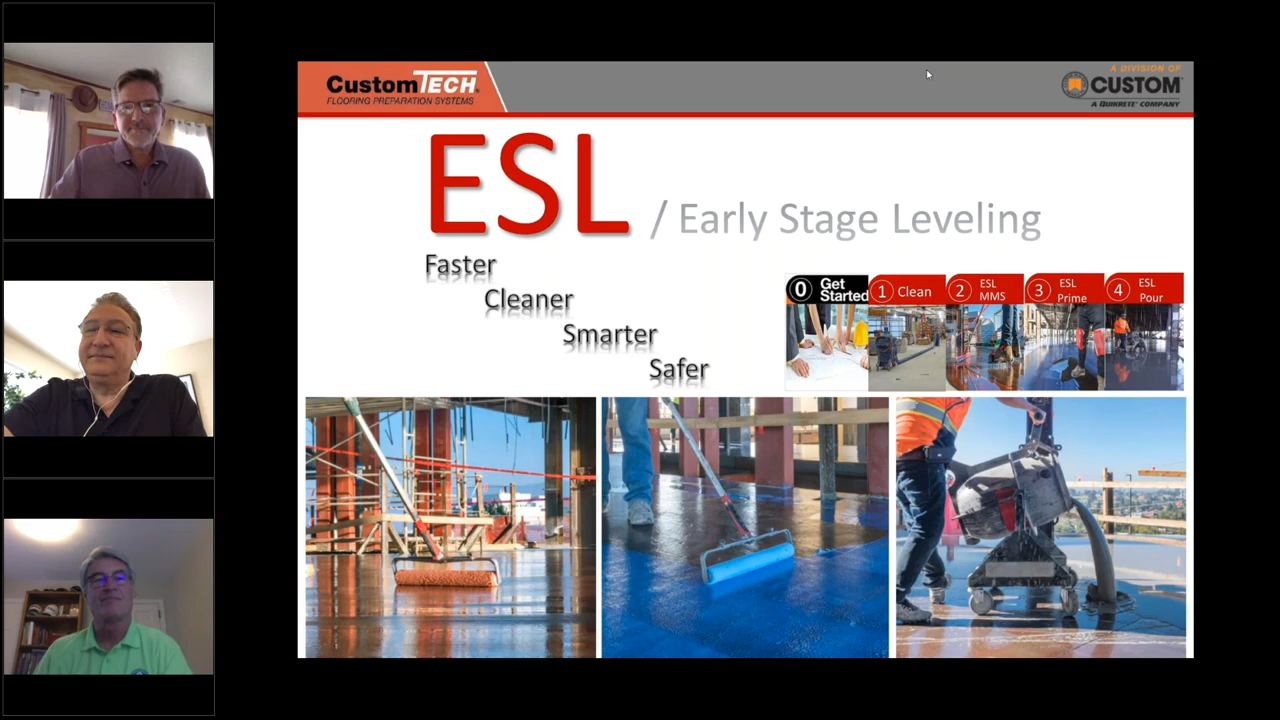 CustomTECH®
FLOORING PREPARATION SYSTEMS
A DIVISION OF
CUSTOM®
A QUIKRETE® COMPANY
ESL / Early Stage Leveling
Faster
Cleaner
Smarter
Safer
0 Get Started
1 Clean
2 ESL MMS
3 ESL Prime
4 ESL Pour